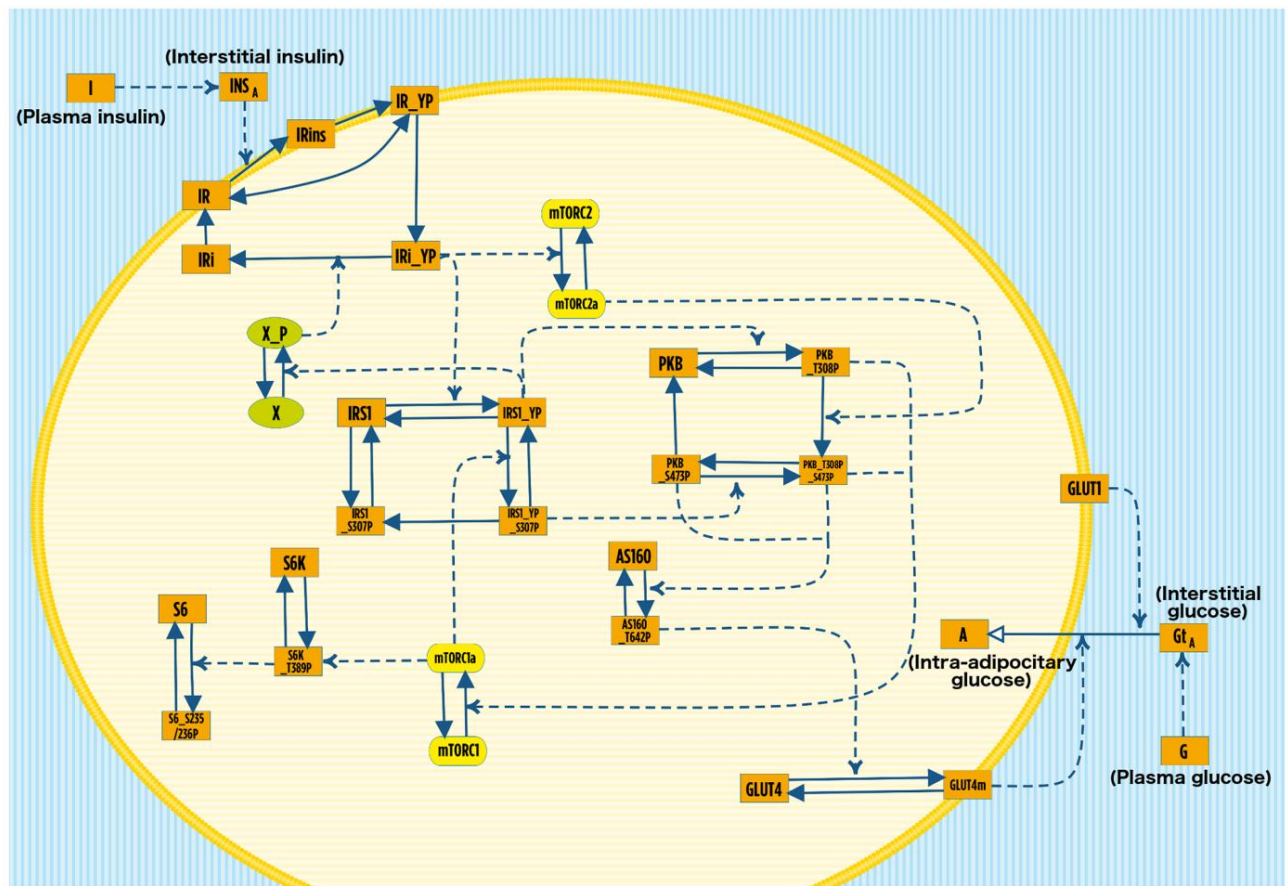 (Interstitial insulin)
I
INS A
(Plasma insulin)
IR_YP
IRins
IR
IRi
IRi_YP
mTORC2
mTORC2a
X_P
X
PKB
PKB
_T308P
IRS1
IRS1_YP
PKB
_S473P
PKB_T308P
_S473P
IRS1
_S307P
IRS1_YP
_S307P
GLUT1
S6K
AS160
S6
S6K
_T389P
AS160
_T642P
mTORC1a
(Interstitial
glucose)
A
Gt A
(Intra-adipocitary
glucose)
S6_S235
/236P
mTORC1
G
(Plasma glucose)
GLUT4
GLUT4m